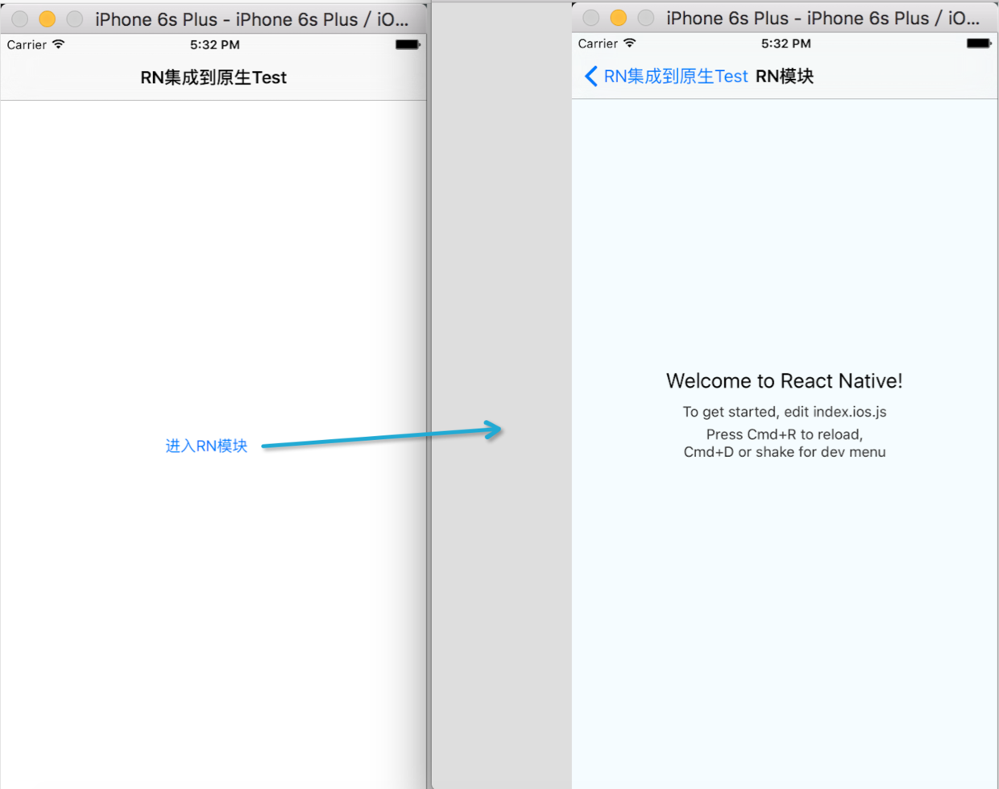 iPhone 6s Plus - iPhone 6s Plus / iO...
Carrier 5:32 PM
RN集成到原生Test
进入RN模块
iPhone 6s Plus - iPhone 6s Plus / iO...
Carrier 5:32 PM
RN集成到原生Test RN模块
Welcome to React Native!
To get started, edit index.ios.js
Press Cmd+R to reload,
Cmd+D or shake for dev menu